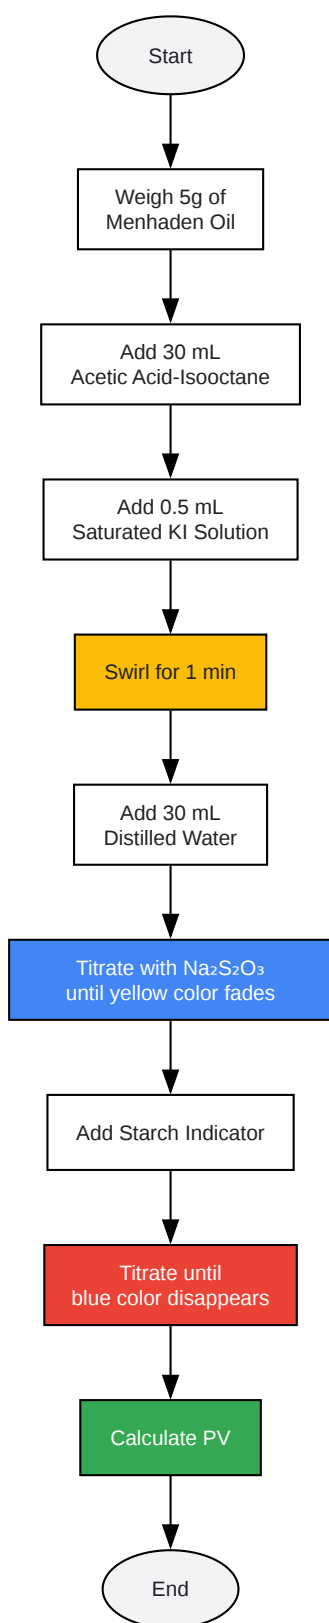 Start
Weigh 5g of
Menhaden Oil
Add 30 mL
Acetic Acid-Isooctane
Add 0.5 mL
Saturated KI Solution
Swirl for 1 min
Add 30 mL
Distilled Water
Titrate with Na₂S₂O₃
until yellow color fades
Add Starch Indicator
Titrate until
blue color disappears
Calculate PV
End